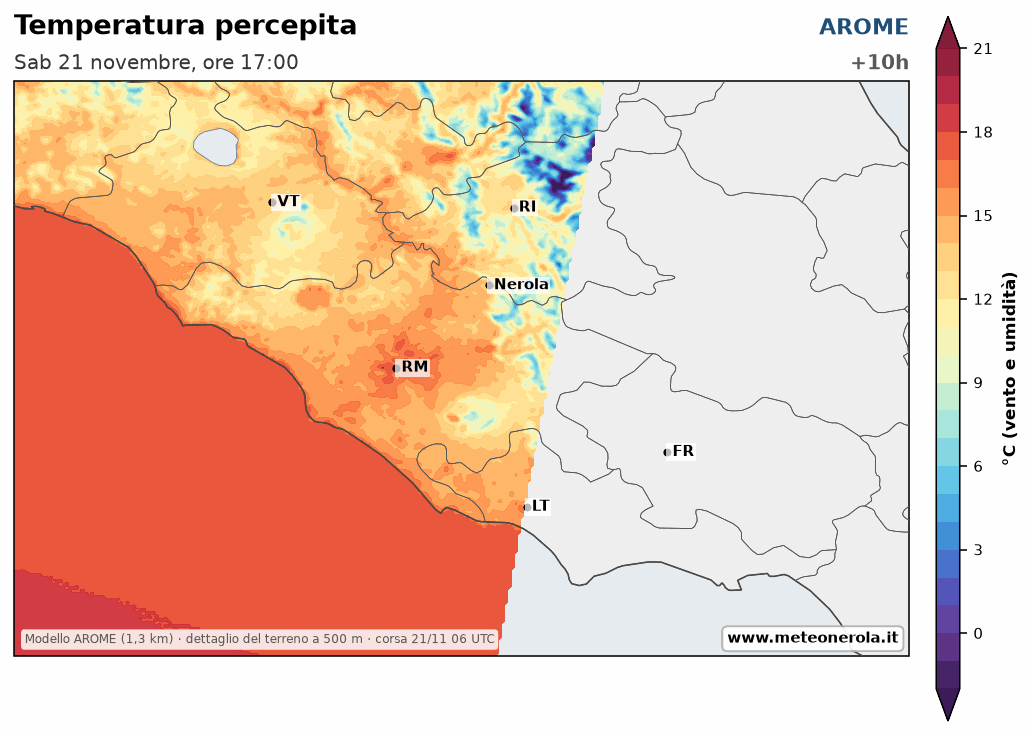 Temperatura percepita
AROME
Sab 21 novembre, ore 17:00
+10h
VT
RI
Nerola
RM
FR
LT
Modello AROME (1,3 km) · dettaglio del terreno a 500 m · corsa 21/11 06 UTC
www.meteonerola.it
21
18
15
12
9
6
3
0
°C (vento e umidità)